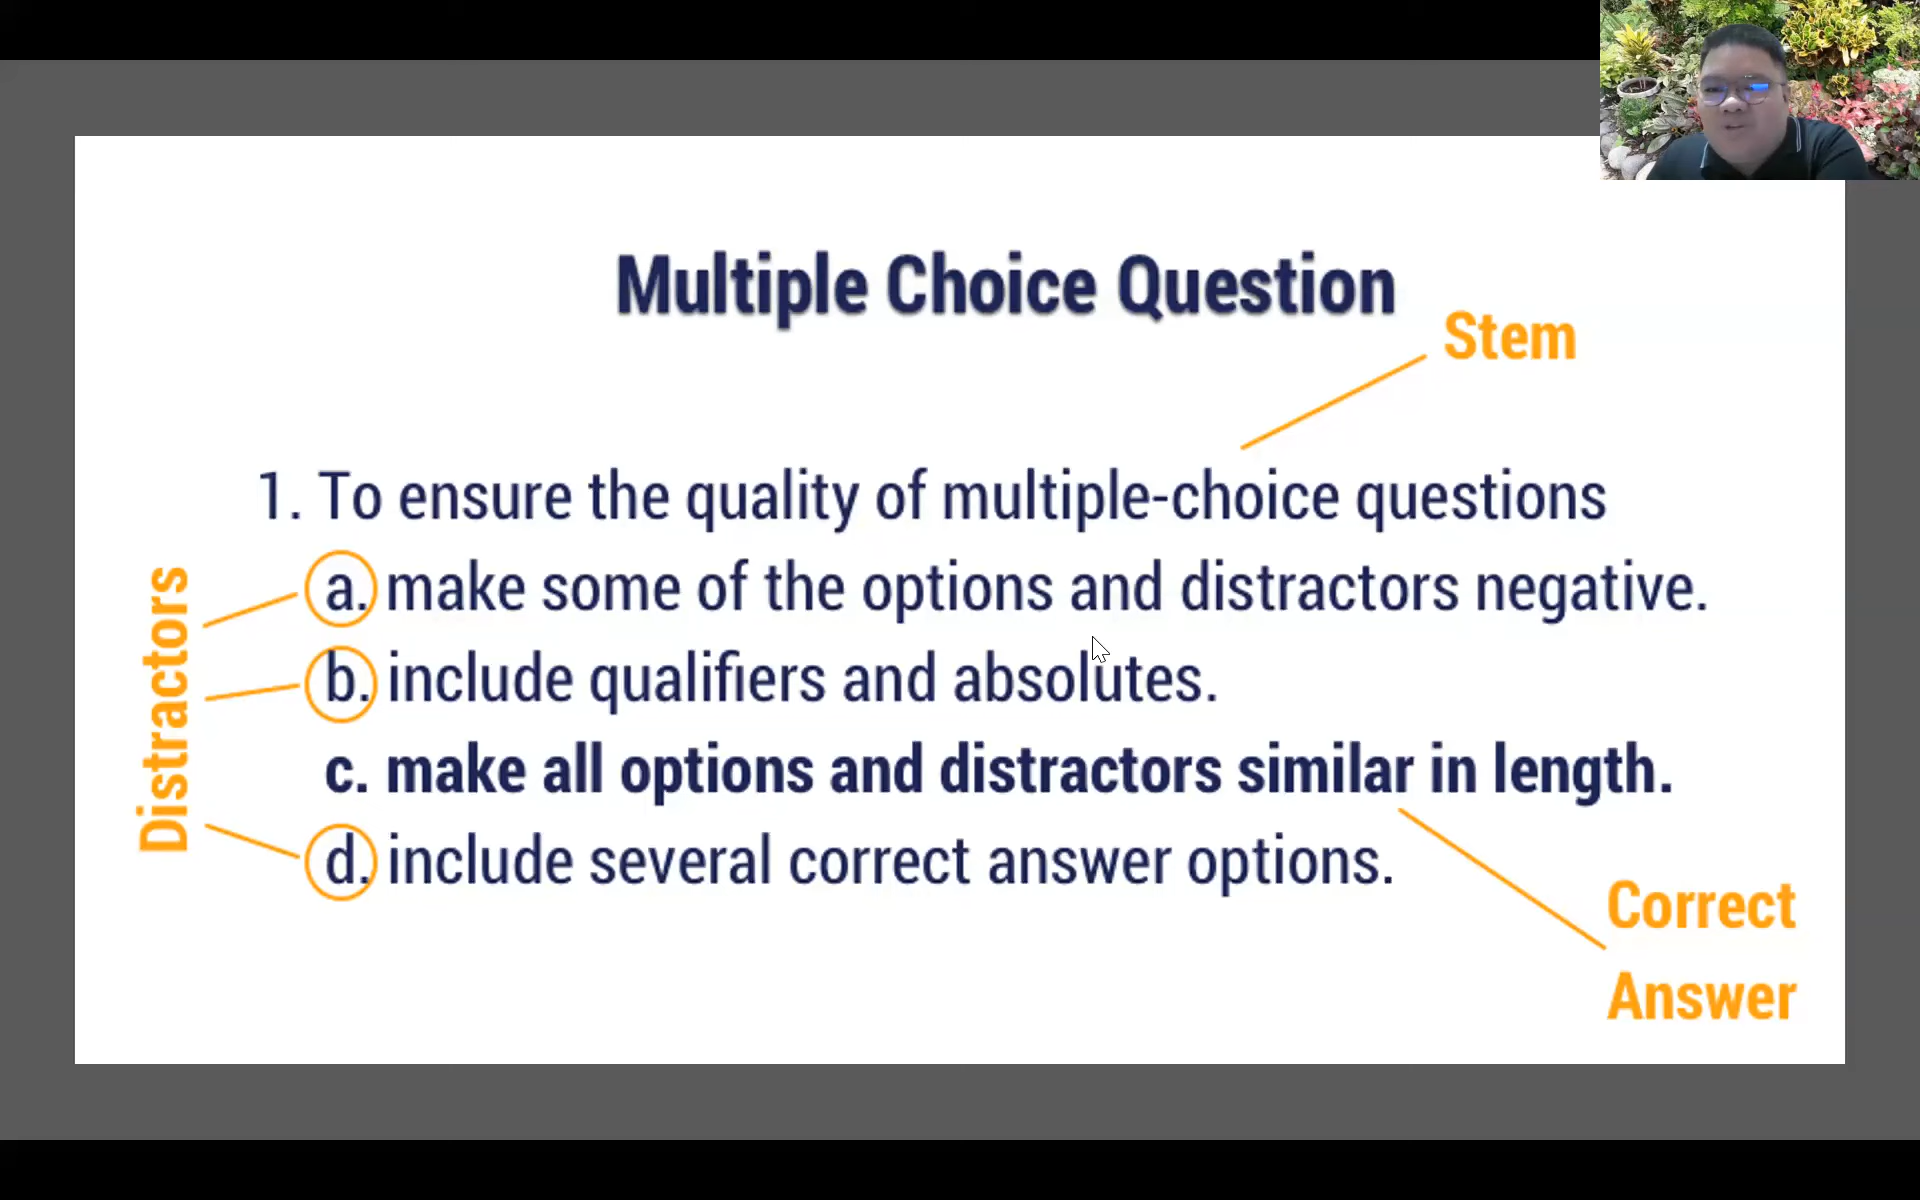 Multiple Choice Question
Stem
1. To ensure the quality of multiple-choice questions
a. make some of the options and distractors negative.
b. include qualifiers and absolutes.
c. make all options and distractors similar in length.
d. include several correct answer options.
Distractors
Correct
Answer